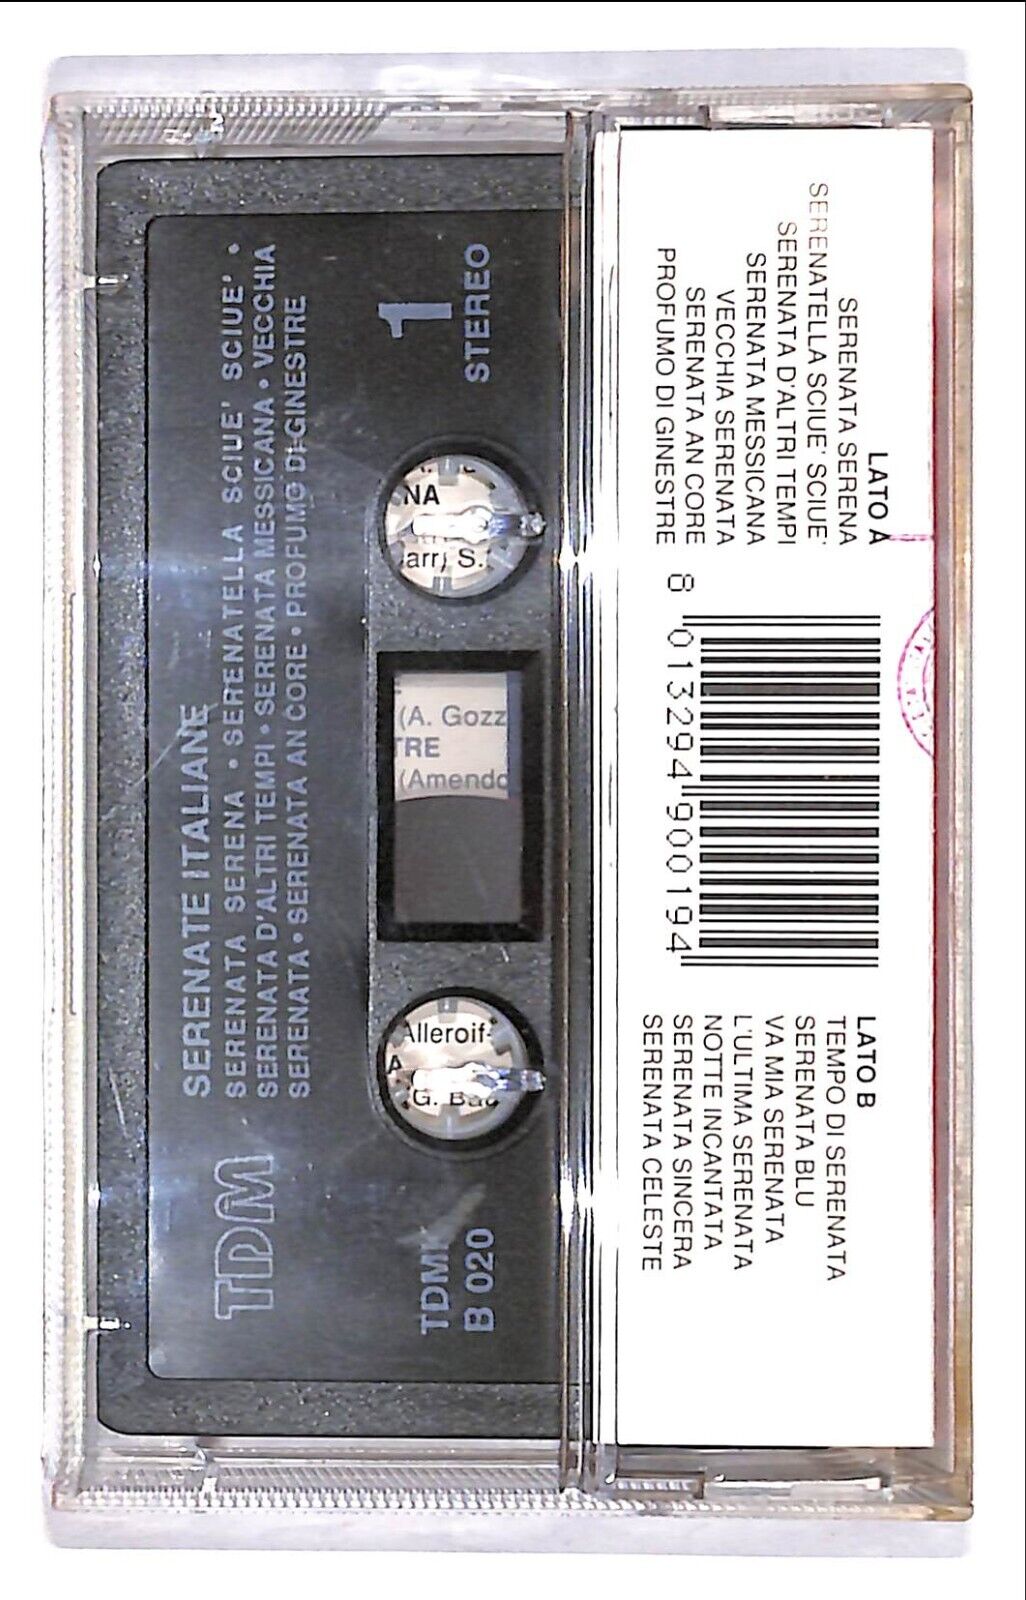 SERENATE ITALIANE
SERENATA SERENA • SERENATELLA SCIUE' SCIUE' •
SERENATA D'ALTRI TEMPI • SERENATA MESSICANA • VECCHIA
SERENATA • SERENATA AN CORE • PROFUMO DI GINESTRE
TDM
1
STEREO
TDM
B 020
NA
S.
(A. Gozz
TRE
(Amendo
Alleroif
A
G. Ba
LATO A
SERENATA SERENA
SERENATELLA SCIUE' SCIUE'
SERENATA D'ALTRI TEMPI
SERENATA MESSICANA
VECCHIA SERENATA
SERENATA AN CORE
PROFUMO DI GINESTRE
8 013294 900194
LATO B
TEMPO DI SERENATA
SERENATA BLU
VA MIA SERENATA
L'ULTIMA SERENATA
NOTTE INCANTATA
SERENATA SINCERA
SERENATA CELESTE